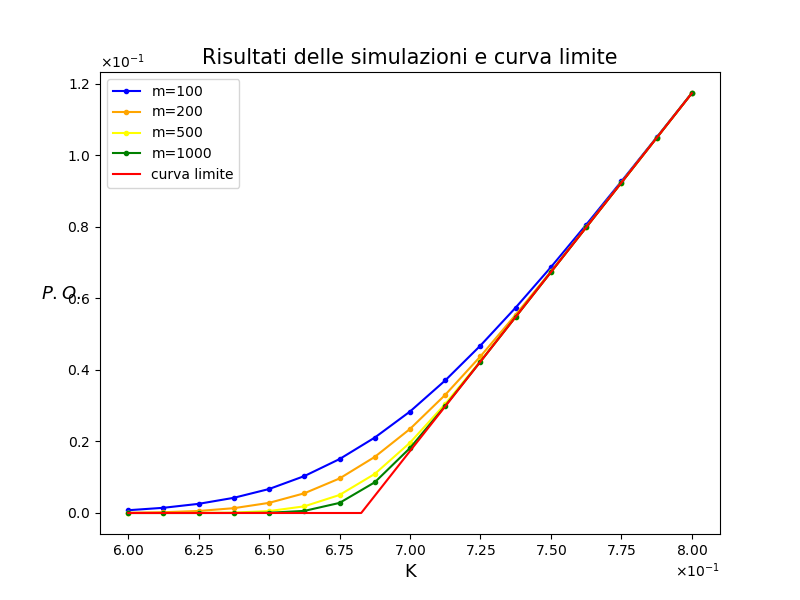 Risultati delle simulazioni e curva limite
×10⁻¹
1.2
1.0
0.8
0.6
0.4
0.2
0.0
P.O.
m=100
m=200
m=500
m=1000
curva limite
6.00 6.25 6.50 6.75 7.00 7.25 7.50 7.75 8.00
K
×10⁻¹